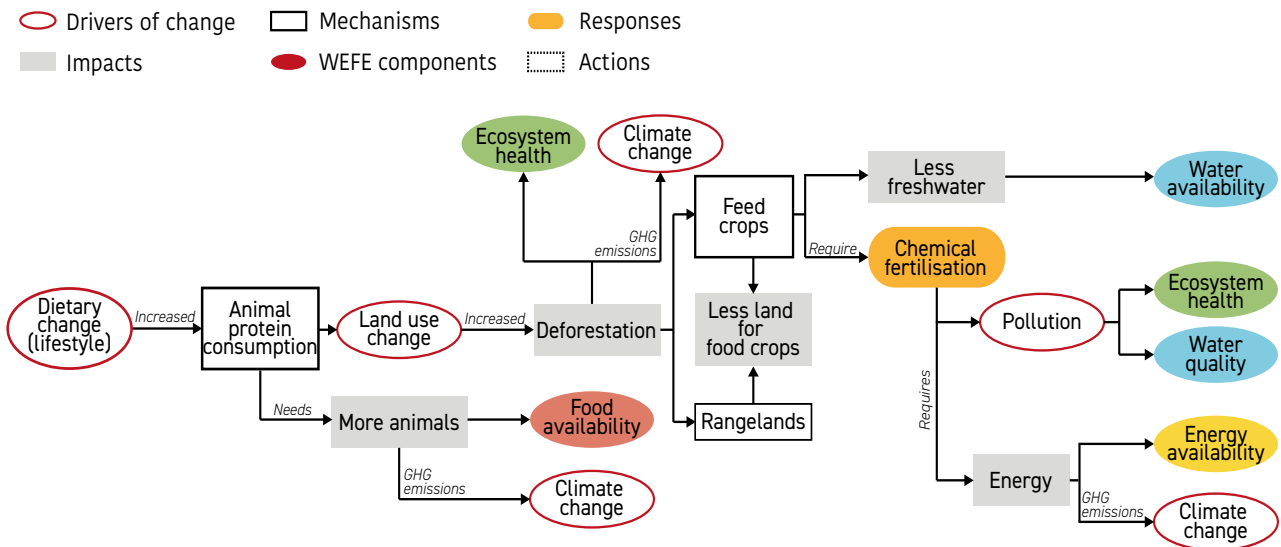 Drivers of change
Mechanisms
Responses
Impacts
WEFE components
Actions
Ecosystem
health
Climate
change
GHG
emissions
Feed
crops
Less
freshwater
Water
availability
Require
Chemical
fertilisation
Dietary
change
(lifestyle)
Increased
Animal
protein
consumption
Land use
change
Increased
Deforestation
Less land
for
food crops
Rangelands
Pollution
Ecosystem
health
Water
quality
Needs
More animals
Food
availability
GHG
emissions
Climate
change
Requires
Energy
Energy
availability
GHG
emissions
Climate
change